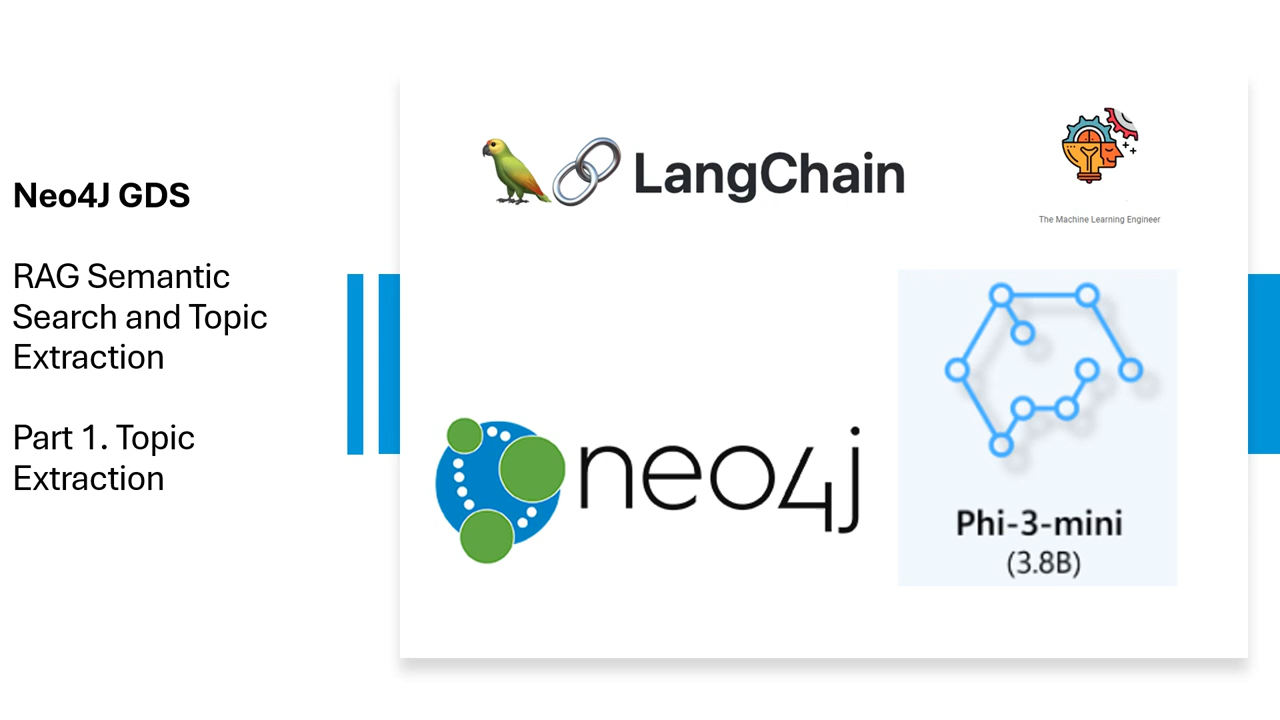 Neo4J GDS
RAG Semantic
Search and Topic
Extraction
Part 1. Topic
Extraction
LangChain
The Machine Learning Engineer
neo4j
Phi-3-mini
(3.8B)